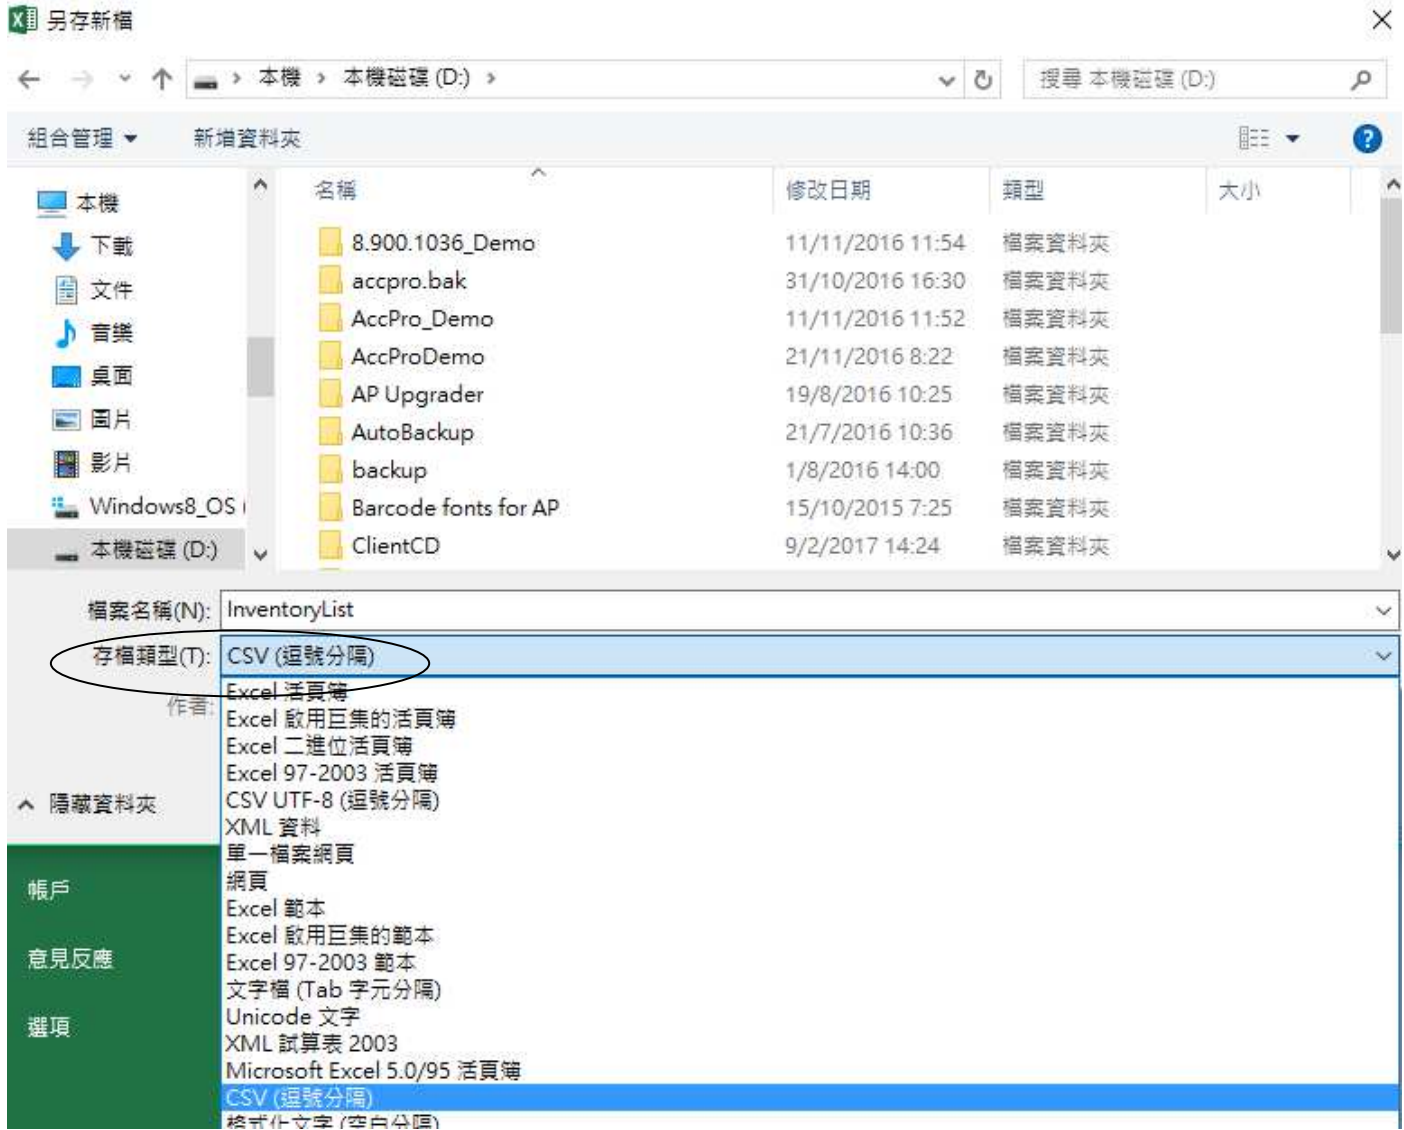 另存新檔
本機 › 本機磁碟 (D:) ›
搜尋 本機磁碟 (D:)
組合管理
新增資料夾
名稱 修改日期 類型 大小
本機
下載
文件
音樂
桌面
圖片
影片
Windows8_OS (
本機磁碟 (D:)
8.900.1036_Demo 11/11/2016 11:54 檔案資料夾
accpro.bak 31/10/2016 16:30 檔案資料夾
AccPro_Demo 11/11/2016 11:52 檔案資料夾
AccProDemo 21/11/2016 8:22 檔案資料夾
AP Upgrader 19/8/2016 10:25 檔案資料夾
AutoBackup 21/7/2016 10:36 檔案資料夾
backup 1/8/2016 14:00 檔案資料夾
Barcode fonts for AP 15/10/2015 7:25 檔案資料夾
ClientCD 9/2/2017 14:24 檔案資料夾
檔案名稱(N): InventoryList
存檔類型(T): CSV (逗號分隔)
作者:
Excel 活頁簿
Excel 啟用巨集的活頁簿
Excel 二進位活頁簿
Excel 97-2003 活頁簿
CSV UTF-8 (逗號分隔)
XML 資料
單一檔案網頁
網頁
Excel 範本
Excel 啟用巨集的範本
Excel 97-2003 範本
文字檔 (Tab 字元分隔)
Unicode 文字
XML 試算表 2003
Microsoft Excel 5.0/95 活頁簿
CSV (逗號分隔)
格式化文字 (空白分隔)
隱藏資料夾
帳戶
意見反應
選項